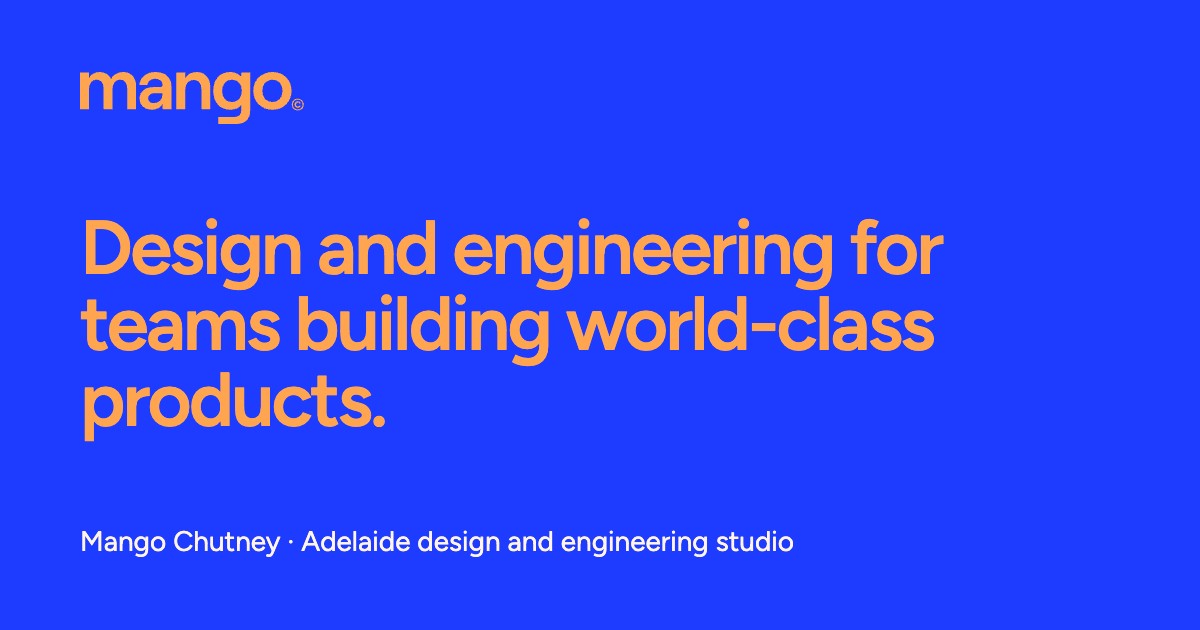 mango©
Design and engineering for
teams building world-class
products.
Mango Chutney · Adelaide design and engineering studio